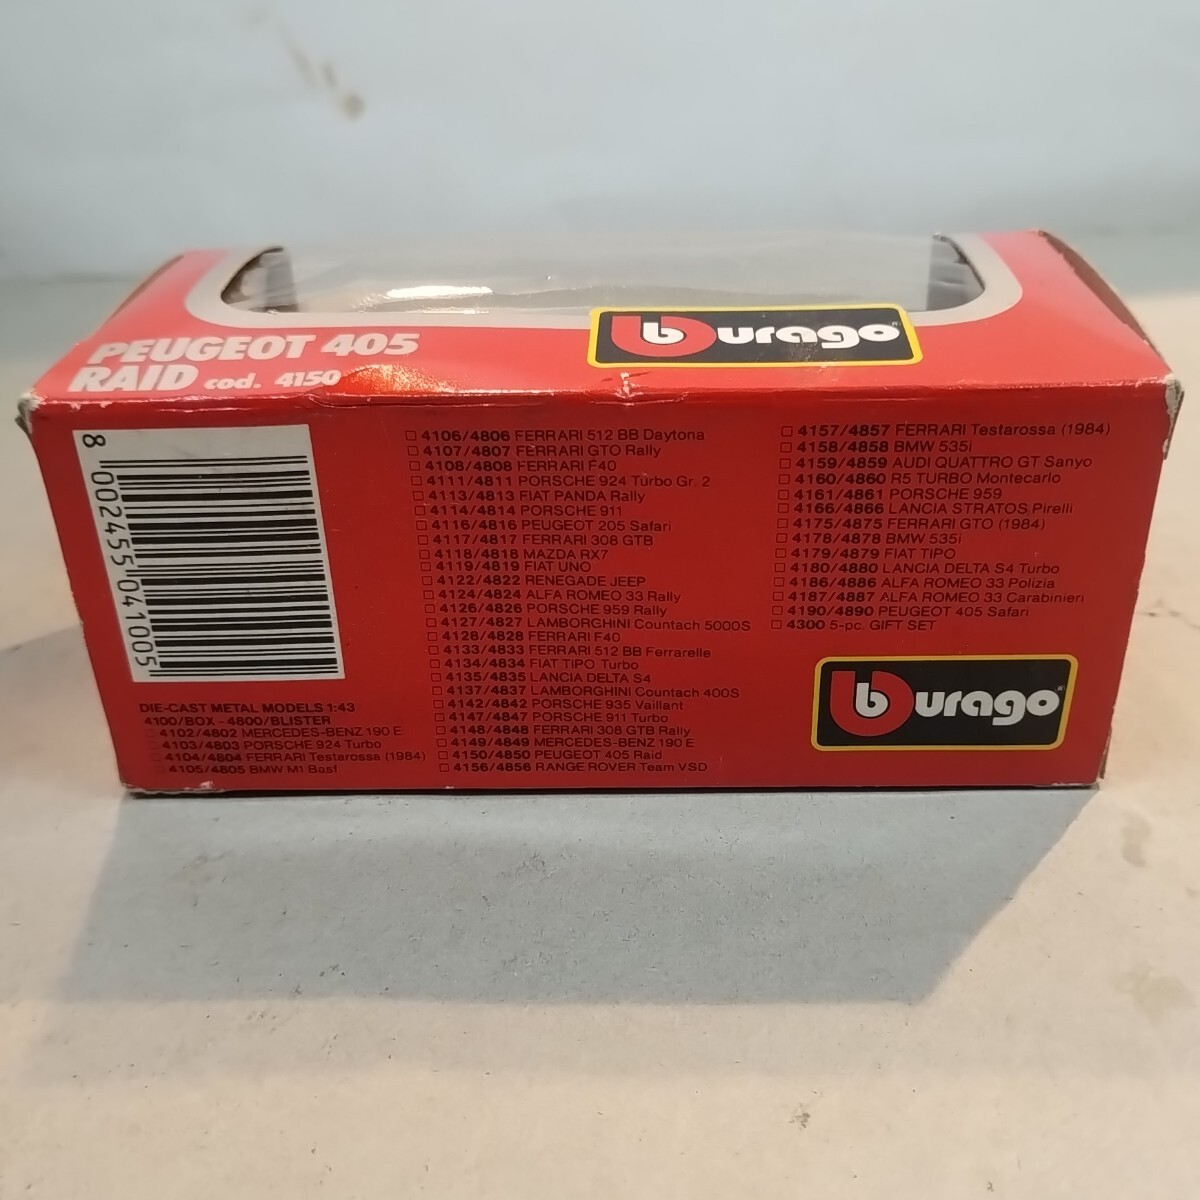 PEUGEOT 405
RAID cod. 4150
burago
8 002455 041005
DIE-CAST METAL MODELS 1:43
4100/BOX - 4800/BLISTER
4102/4802 MERCEDES-BENZ 190 E
4103/4803 PORSCHE 924 Turbo
4104/4804 FERRARI Testarossa (1984)
4105/4805 BMW M1 Basf
4106/4806 FERRARI 512 BB Daytona
4107/4807 FERRARI GTO Rally
4108/4808 FERRARI F40
4111/4811 PORSCHE 924 Turbo Gr. 2
4113/4813 FIAT PANDA Rally
4114/4814 PORSCHE 911
4116/4816 PEUGEOT 205 Safari
4117/4817 FERRARI 308 GTB
4118/4818 MAZDA RX7
4119/4819 FIAT UNO
4122/4822 RENEGADE JEEP
4124/4824 ALFA ROMEO 33 Rally
4126/4826 PORSCHE 959 Rally
4127/4827 LAMBORGHINI Countach 5000S
4128/4828 FERRARI F40
4133/4833 FERRARI 512 BB Ferrarelle
4134/4834 FIAT TIPO Turbo
4135/4835 LANCIA DELTA S4
4137/4837 LAMBORGHINI Countach 400S
4142/4842 PORSCHE 935 Vaillant
4147/4847 PORSCHE 911 Turbo
4148/4848 FERRARI 308 GTB Rally
4149/4849 MERCEDES-BENZ 190 E
4150/4850 PEUGEOT 405 Raid
4156/4856 RANGE ROVER Team VSD
4157/4857 FERRARI Testarossa (1984)
4158/4858 BMW 535i
4159/4859 AUDI QUATTRO GT Sanyo
4160/4860 R5 TURBO Montecarlo
4161/4861 PORSCHE 959
4166/4866 LANCIA STRATOS Pirelli
4175/4875 FERRARI GTO (1984)
4178/4878 BMW 535i
4179/4879 FIAT TIPO
4180/4880 LANCIA DELTA S4 Turbo
4186/4886 ALFA ROMEO 33 Polizia
4187/4887 ALFA ROMEO 33 Carabinieri
4190/4890 PEUGEOT 405 Safari
4300 5-pc. GIFT SET
burago